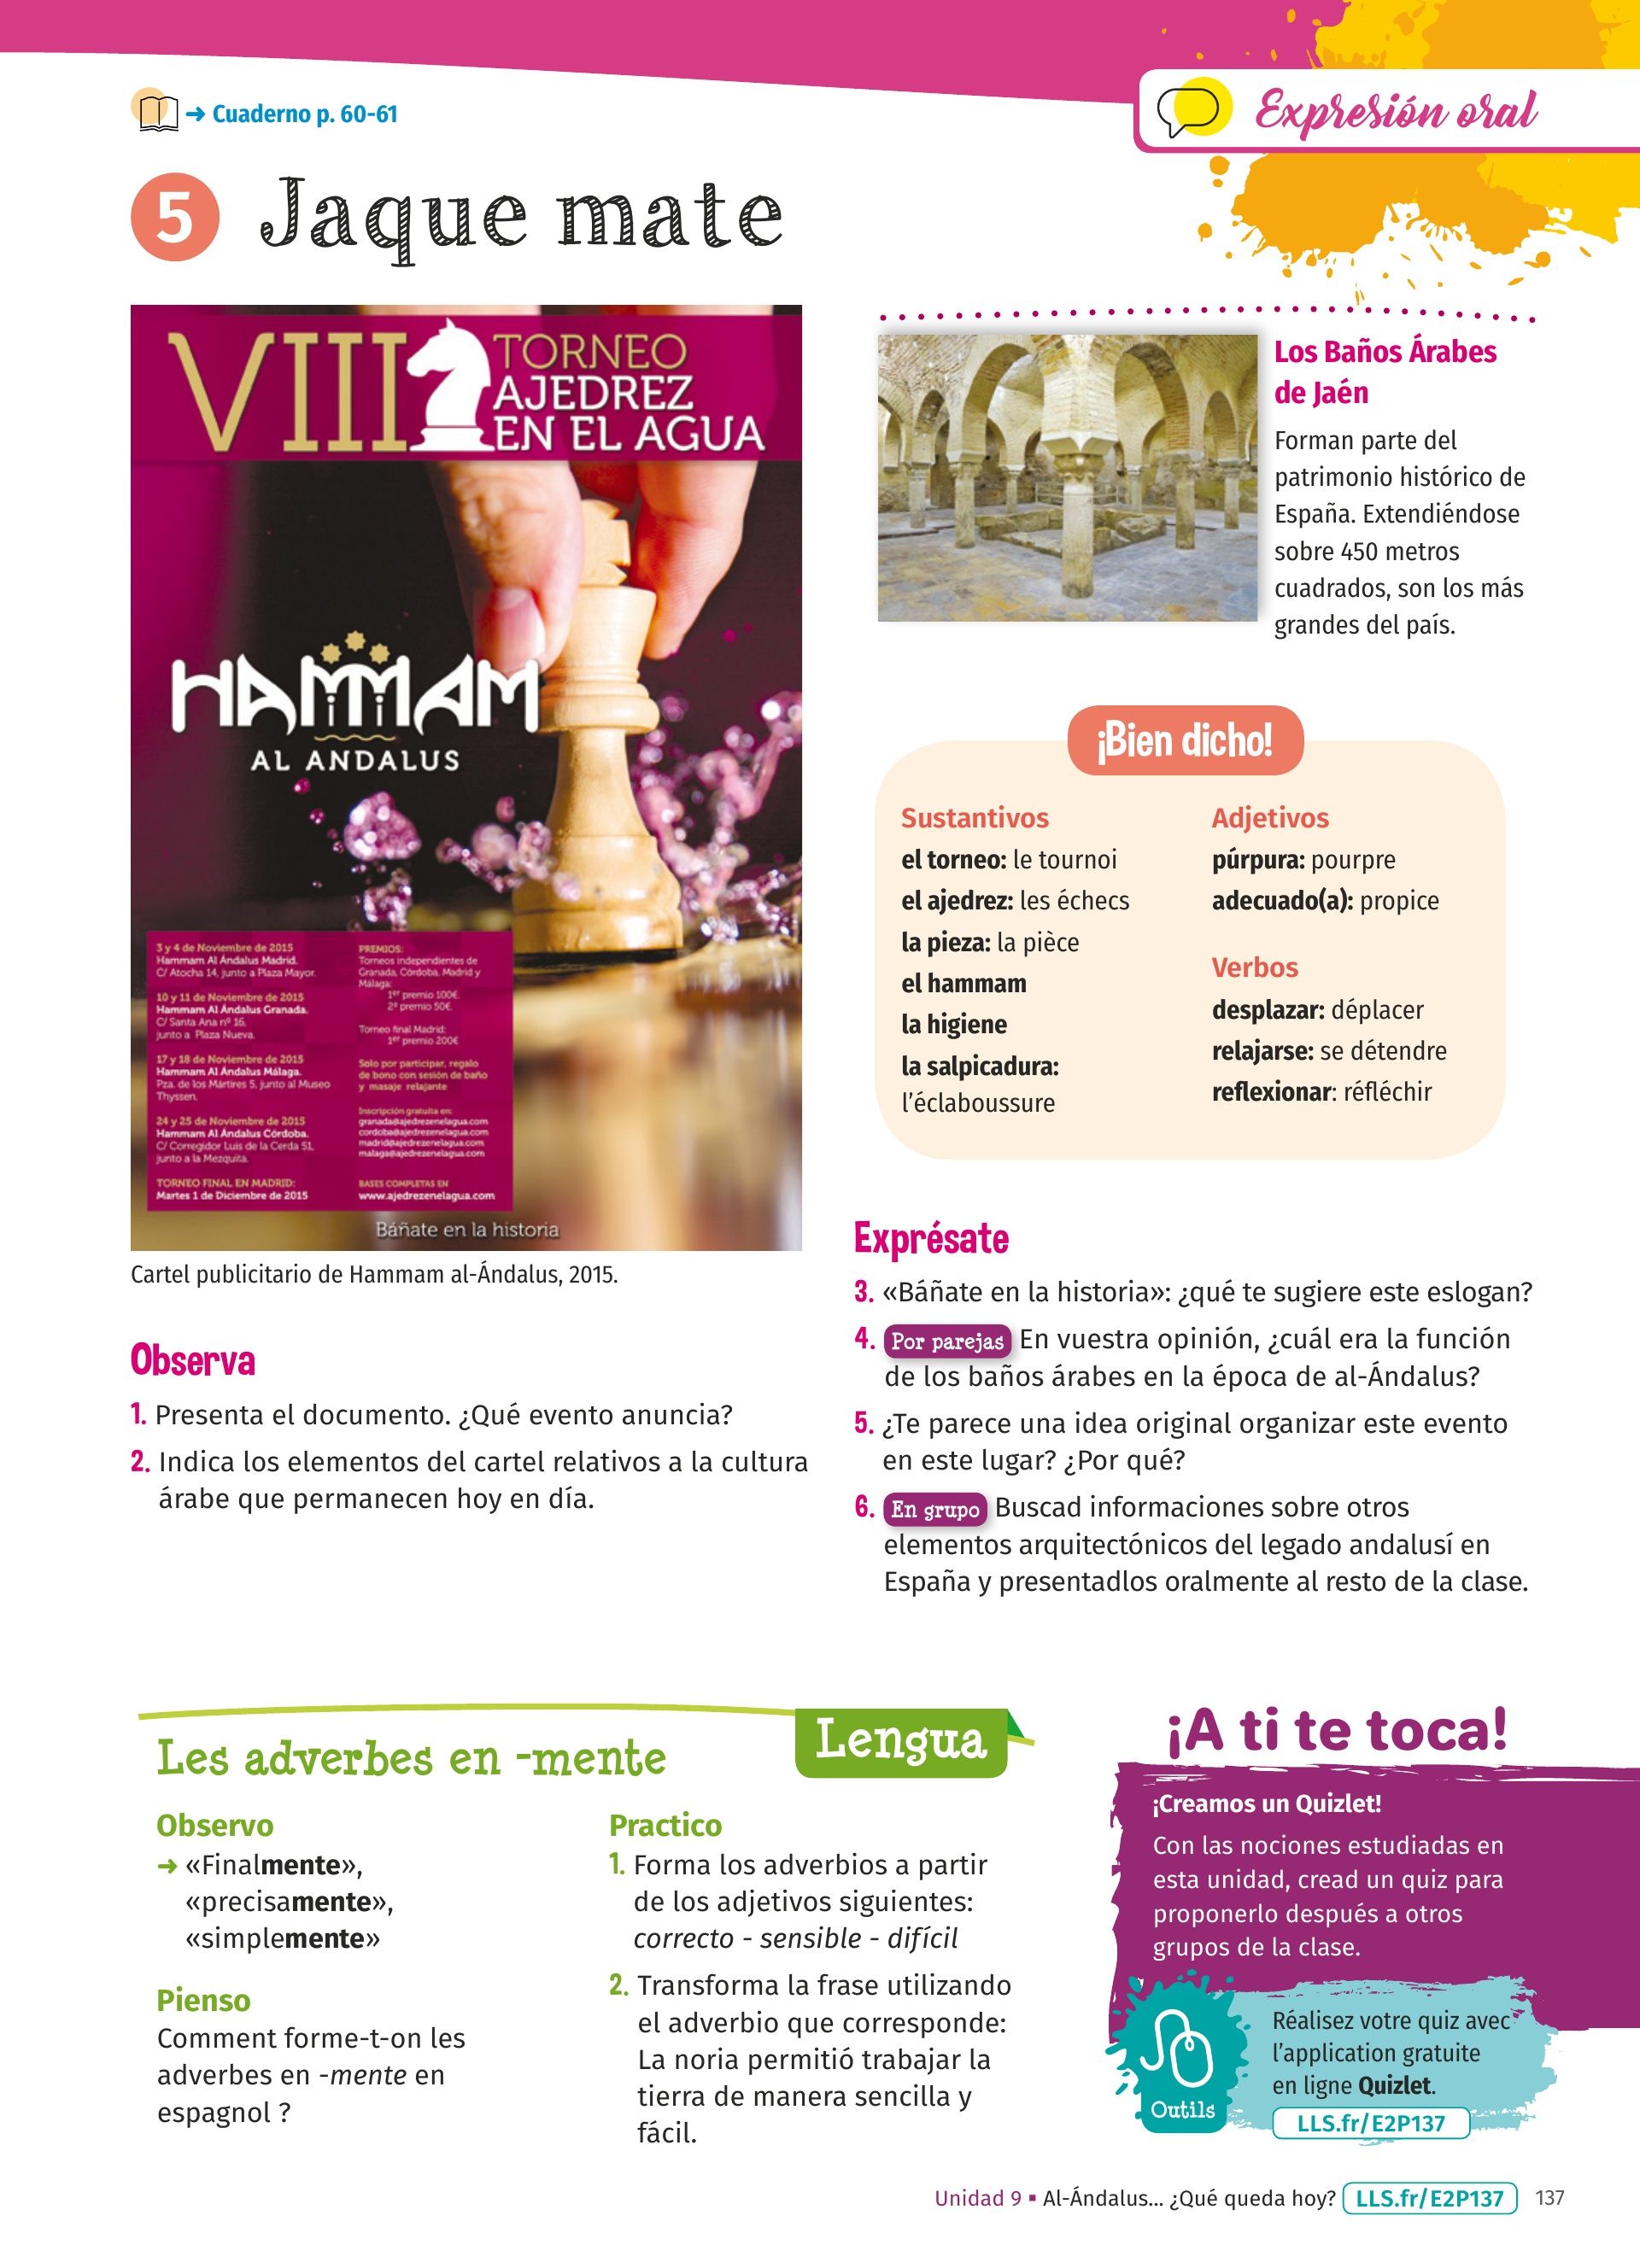 ➜ Cuaderno p. 60-61
Expresión oral
5 Jaque mate
VIII TORNEO
AJEDREZ
EN EL AGUA
HAMMAM
AL ANDALUS
3 y 4 de Noviembre de 2015
Hammam Al Ándalus Madrid.
C/ Atocha 14, junto a Plaza Mayor.
10 y 11 de Noviembre de 2015
Hammam Al Ándalus Granada.
C/ Santa Ana nº 16,
junto a Plaza Nueva.
17 y 18 de Noviembre de 2015
Hammam Al Ándalus Málaga.
Pza. de los Mártires 5, junto al Museo
Thyssen.
24 y 25 de Noviembre de 2015
Hammam Al Ándalus Córdoba.
C/ Corregidor Luis de la Cerda 51,
junto a la Mezquita.
TORNEO FINAL EN MADRID:
Martes 1 de Diciembre de 2015
PREMIOS:
Torneos independientes de
Granada, Córdoba, Madrid y
Málaga:
1er premio 100€.
2º premio 50€.
Torneo final Madrid:
1er premio 200€
Solo por participar, regalo
de bono con sesión de baño
y masaje relajante
Inscripción gratuita en:
granada@ajedrezenelagua.com
cordoba@ajedrezenelagua.com
madrid@ajedrezenelagua.com
malaga@ajedrezenelagua.com
BASES COMPLETAS EN
www.ajedrezenelagua.com
Báñate en la historia
Cartel publicitario de Hammam al-Ándalus, 2015.
Los Baños Árabes
de Jaén
Forman parte del
patrimonio histórico de
España. Extendiéndose
sobre 450 metros
cuadrados, son los más
grandes del país.
¡Bien dicho!
Sustantivos
el torneo: le tournoi
el ajedrez: les échecs
la pieza: la pièce
el hammam
la higiene
la salpicadura:
l'éclaboussure
Adjetivos
púrpura: pourpre
adecuado(a): propice
Verbos
desplazar: déplacer
relajarse: se détendre
reflexionar: réfléchir
Observa
1. Presenta el documento. ¿Qué evento anuncia?
2. Indica los elementos del cartel relativos a la cultura
árabe que permanecen hoy en día.
Exprésate
3. «Báñate en la historia»: ¿qué te sugiere este eslogan?
4. Por parejas En vuestra opinión, ¿cuál era la función
de los baños árabes en la época de al-Ándalus?
5. ¿Te parece una idea original organizar este evento
en este lugar? ¿Por qué?
6. En grupo Buscad informaciones sobre otros
elementos arquitectónicos del legado andalusí en
España y presentadlos oralmente al resto de la clase.
Lengua
Les adverbes en -mente
Observo
➜ «Finalmente»,
«precisamente»,
«simplemente»
Pienso
Comment forme-t-on les
adverbes en -mente en
espagnol ?
Practico
1. Forma los adverbios a partir
de los adjetivos siguientes:
correcto - sensible - difícil
2. Transforma la frase utilizando
el adverbio que corresponde:
La noria permitió trabajar la
tierra de manera sencilla y
fácil.
¡A ti te toca!
¡Creamos un Quizlet!
Con las nociones estudiadas en
esta unidad, cread un quiz para
proponerlo después a otros
grupos de la clase.
Outils
Réalisez votre quiz avec
l'application gratuite
en ligne Quizlet.
LLS.fr/E2P137
Unidad 9 ▪ Al-Ándalus... ¿Qué queda hoy? LLS.fr/E2P137 137